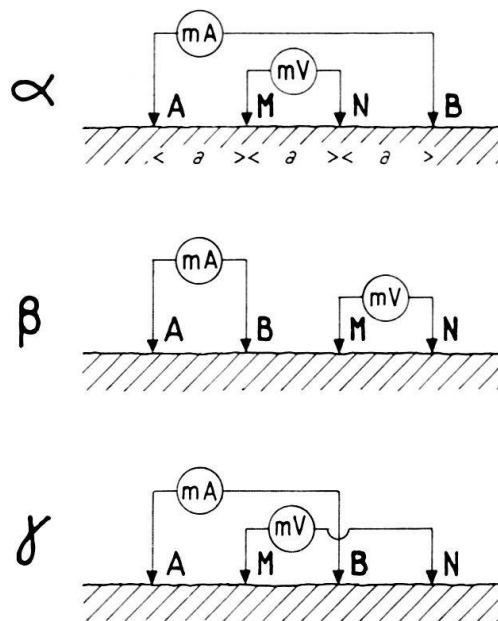 mA
α A M mV N B
< a >< a >< a >
mA
β A B M mV N
mA
γ A M mV B N